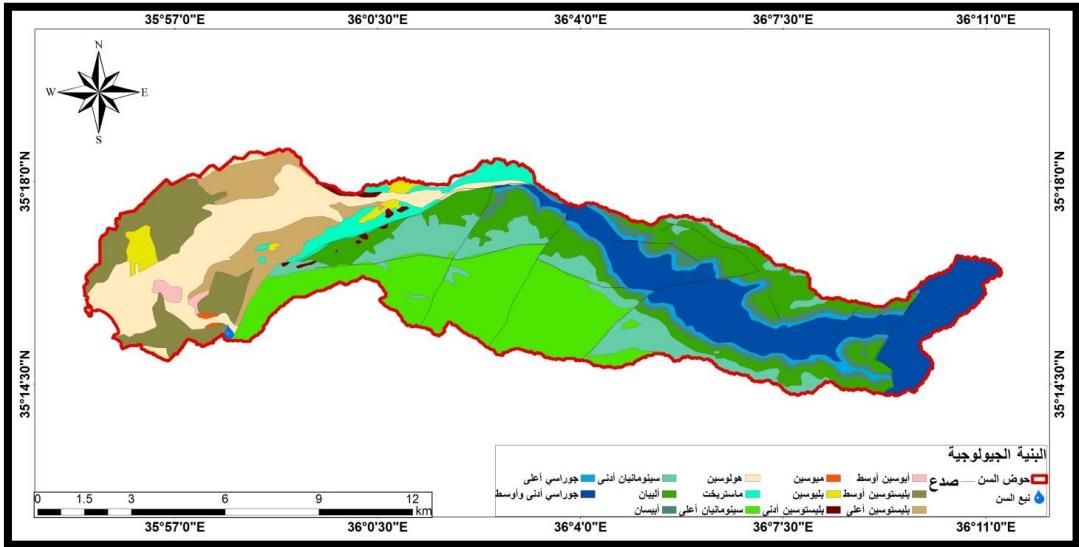 35°57'0"E 36°0'30"E 36°4'0"E 36°7'30"E 36°11'0"E
N
W E
S
35°18'0"N 35°18'0"N
35°14'30"N 35°14'30"N
البنية الجيولوجية
حوض السن صدع أيوسين أوسط ميوسين هولوسين سينومانيان أدنى جوراسي أعلى
نبع السن بليستوسين أوسط بليوسين ماستريخت ألبيان جوراسي أدنى وأوسط
بليستوسين أعلى بليستوسين أدنى سينومانيان أعلى أبيسان
0 1.5 3 6 9 12
km
35°57'0"E 36°0'30"E 36°4'0"E 36°7'30"E 36°11'0"E